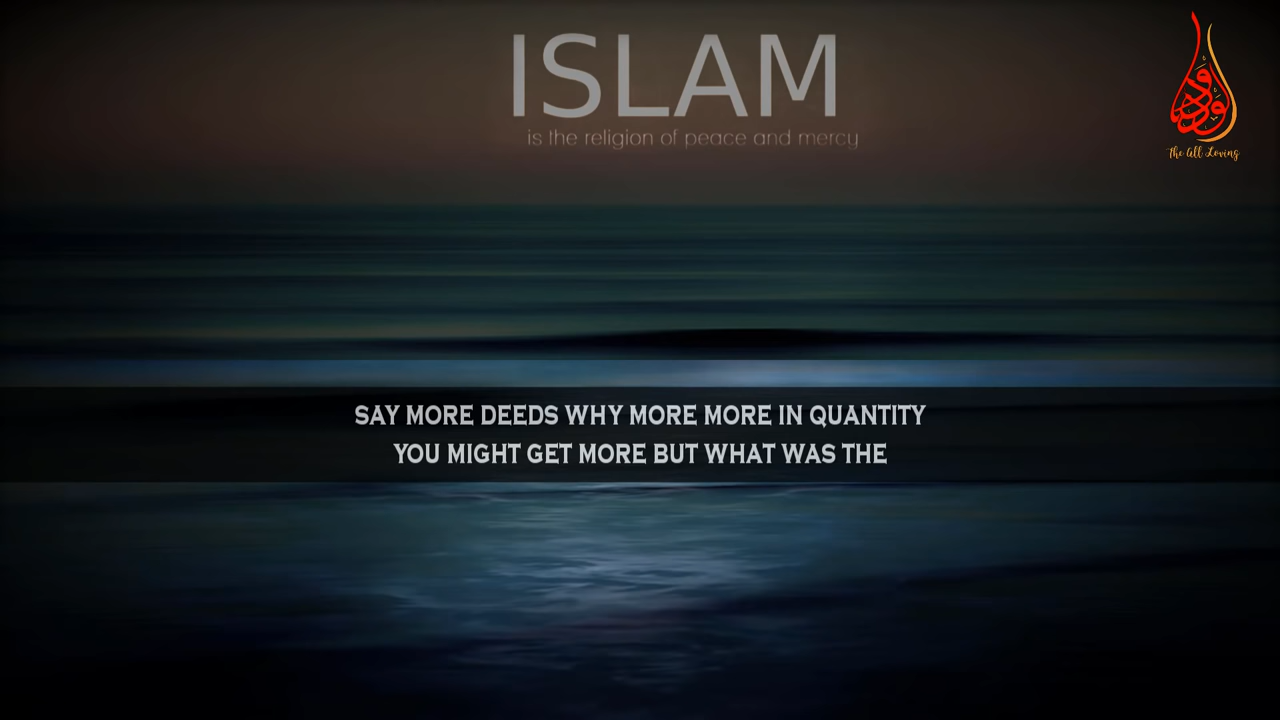 ISLAM
is the religion of peace and mercy
الودود
The All Loving
SAY MORE DEEDS WHY MORE MORE IN QUANTITY
YOU MIGHT GET MORE BUT WHAT WAS THE